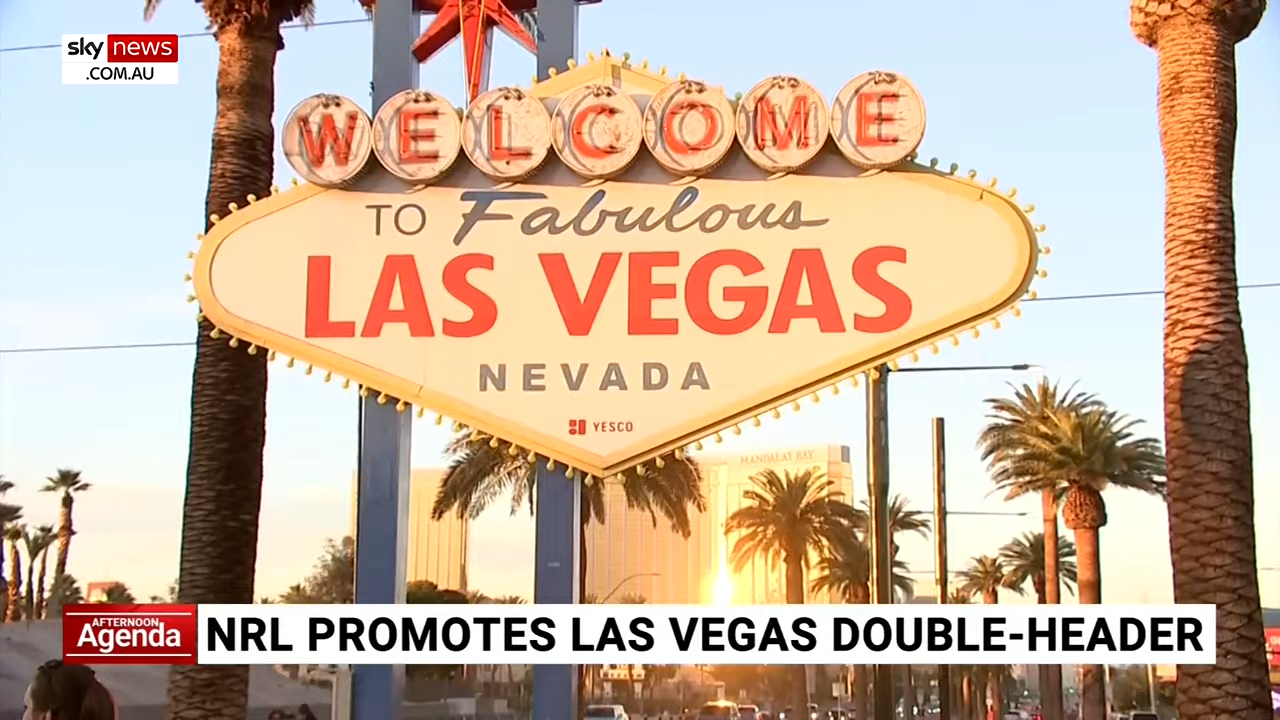 sky news
.COM.AU
WELCOME
TO Fabulous
LAS VEGAS
NEVADA
YESCO
MANDALAY BAY
AFTERNOON
Agenda
NRL PROMOTES LAS VEGAS DOUBLE-HEADER